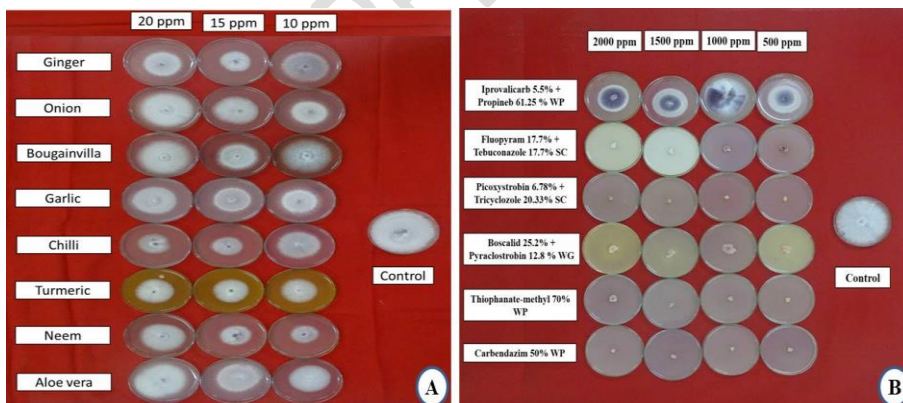 20 ppm 15 ppm 10 ppm
Ginger
Onion
Bougainvilla
Garlic
Chilli
Turmeric
Neem
Aloe vera
Control
A
2000 ppm 1500 ppm 1000 ppm 500 ppm
Iprovalicarb 5.5% +
Propineb 61.25 % WP
Fluopyram 17.7% +
Tebuconazole 17.7% SC
Picoxystrobin 6.78% +
Tricyclozole 20.33% SC
Boscalid 25.2% +
Pyraclostrobin 12.8 % WG
Thiophanate-methyl 70%
WP
Carbendazim 50% WP
Control
B